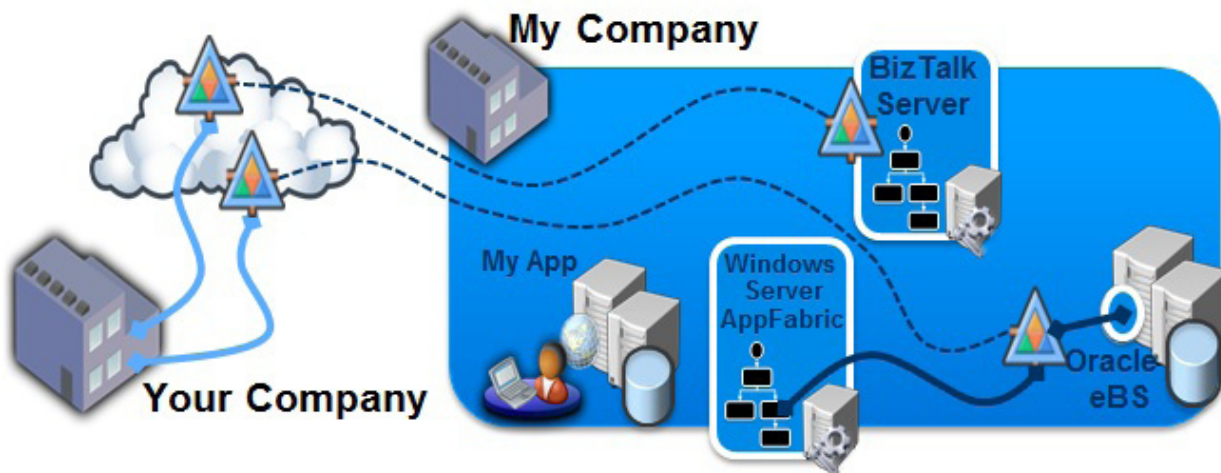 My Company
BizTalk
Server
My App
Windows
Server
AppFabric
Oracle
eBS
Your Company